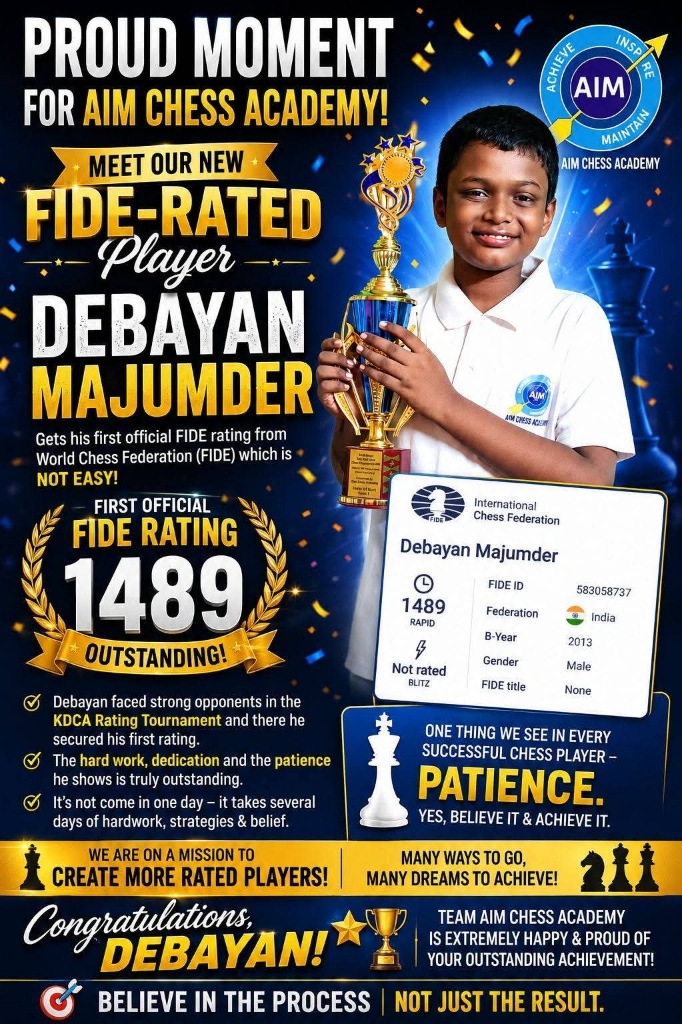 PROUD MOMENT
FOR AIM CHESS ACADEMY!
ACHIEVE
INSPIRE
MAINTAIN
AIM
AIM CHESS ACADEMY
MEET OUR NEW
FIDE-RATED
Player
DEBAYAN
MAJUMDER
Gets his first official FIDE rating from
World Chess Federation (FIDE) which is
NOT EASY!
FIRST OFFICIAL
FIDE RATING
1489
OUTSTANDING!
AIM
AIM CHESS
FIDE
International
Chess Federation
Debayan Majumder
1489
RAPID
Not rated
BLITZ
FIDE ID 583058737
Federation India
B-Year 2013
Gender Male
FIDE title None
Debayan faced strong opponents in the
KDCA Rating Tournament and there he
secured his first rating.
The hard work, dedication and the patience
he shows is truly outstanding.
It's not come in one day – it takes several
days of hardwork, strategies & belief.
ONE THING WE SEE IN EVERY
SUCCESSFUL CHESS PLAYER –
PATIENCE.
YES, BELIEVE IT & ACHIEVE IT.
WE ARE ON A MISSION TO
CREATE MORE RATED PLAYERS!
MANY WAYS TO GO,
MANY DREAMS TO ACHIEVE!
Congratulations,
DEBAYAN!
TEAM AIM CHESS ACADEMY
IS EXTREMELY HAPPY & PROUD OF
YOUR OUTSTANDING ACHIEVEMENT!
BELIEVE IN THE PROCESS | NOT JUST THE RESULT.